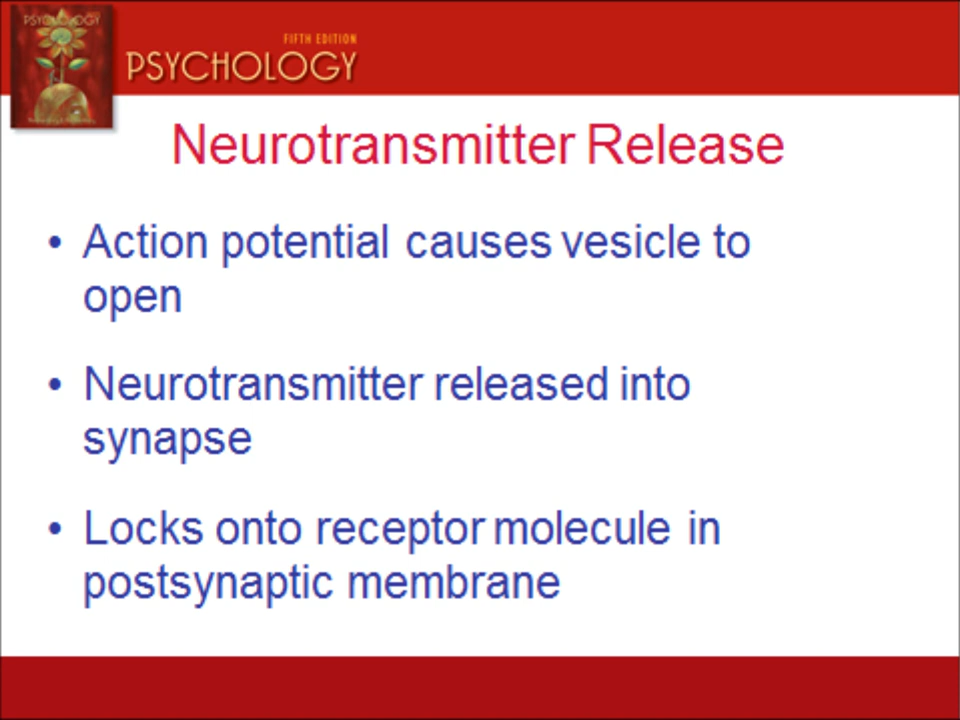 PSYCHOLOGY
FIFTH EDITION
PSYCHOLOGY
Neurotransmitter Release
• Action potential causes vesicle to
open
• Neurotransmitter released into
synapse
• Locks onto receptor molecule in
postsynaptic membrane